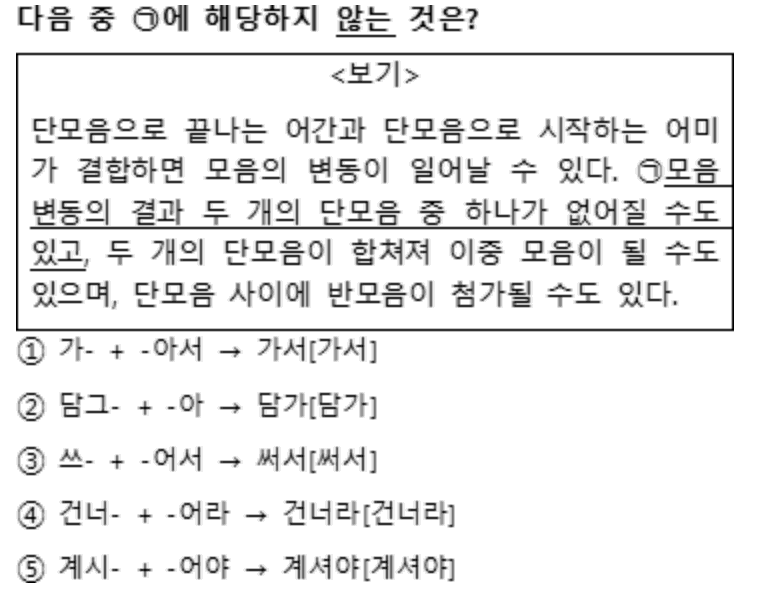 다음 중 ㉠에 해당하지 않는 것은?
<보기>
단모음으로 끝나는 어간과 단모음으로 시작하는 어미
가 결합하면 모음의 변동이 일어날 수 있다. ㉠모음
변동의 결과 두 개의 단모음 중 하나가 없어질 수도
있고, 두 개의 단모음이 합쳐져 이중 모음이 될 수도
있으며, 단모음 사이에 반모음이 첨가될 수도 있다.
① 가- + -아서 → 가서[가서]
② 담그- + -아 → 담가[담가]
③ 쓰- + -어서 → 써서[써서]
④ 건너- + -어라 → 건너라[건너라]
⑤ 계시- + -어야 → 계셔야[계셔야]